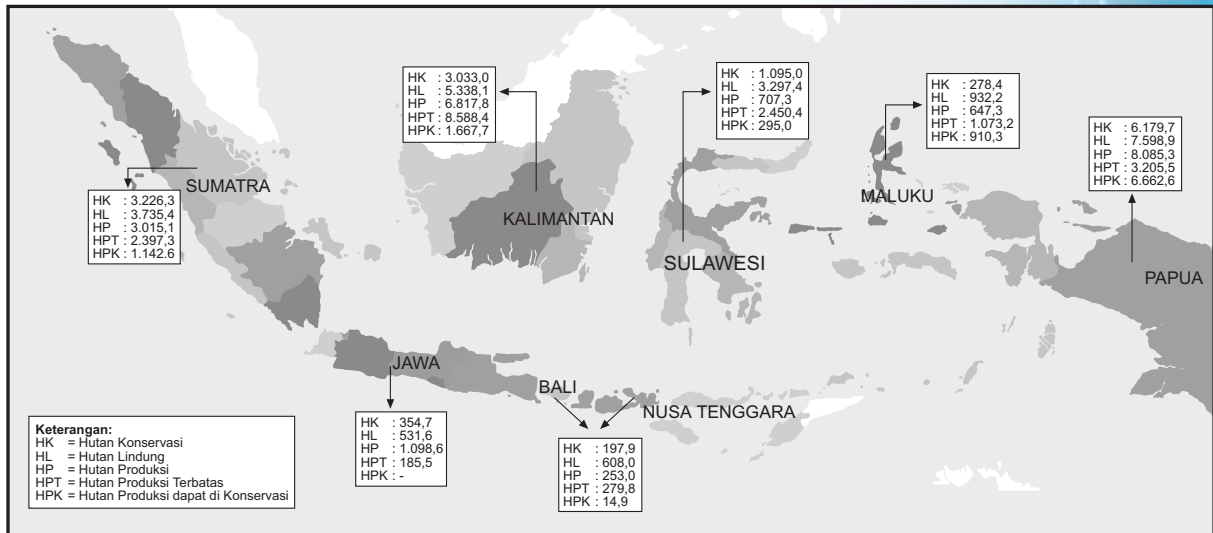 HK : 3.033,0
HL : 5.338,1
HP : 6.817,8
HPT : 8.588,4
HPK : 1.667,7
HK : 1.095,0
HL : 3.297,4
HP : 707,3
HPT : 2.450,4
HPK : 295,0
HK : 278,4
HL : 932,2
HP : 647,3
HPT : 1.073,2
HPK : 910,3
HK : 6.179,7
HL : 7.598,9
HP : 8.085,3
HPT : 3.205,5
HPK : 6.662,6
SUMATRA
KALIMANTAN
MALUKU
HK : 3.226,3
HL : 3.735,4
HP : 3.015,1
HPT : 2.397,3
HPK : 1.142.6
SULAWESI
PAPUA
JAWA
BALI
NUSA TENGGARA
HK : 354,7
HL : 531,6
HP : 1.098,6
HPT : 185,5
HPK : -
HK : 197,9
HL : 608,0
HP : 253,0
HPT : 279,8
HPK : 14,9
Keterangan:
HK = Hutan Konservasi
HL = Hutan Lindung
HP = Hutan Produksi
HPT = Hutan Produksi Terbatas
HPK = Hutan Produksi dapat di Konservasi